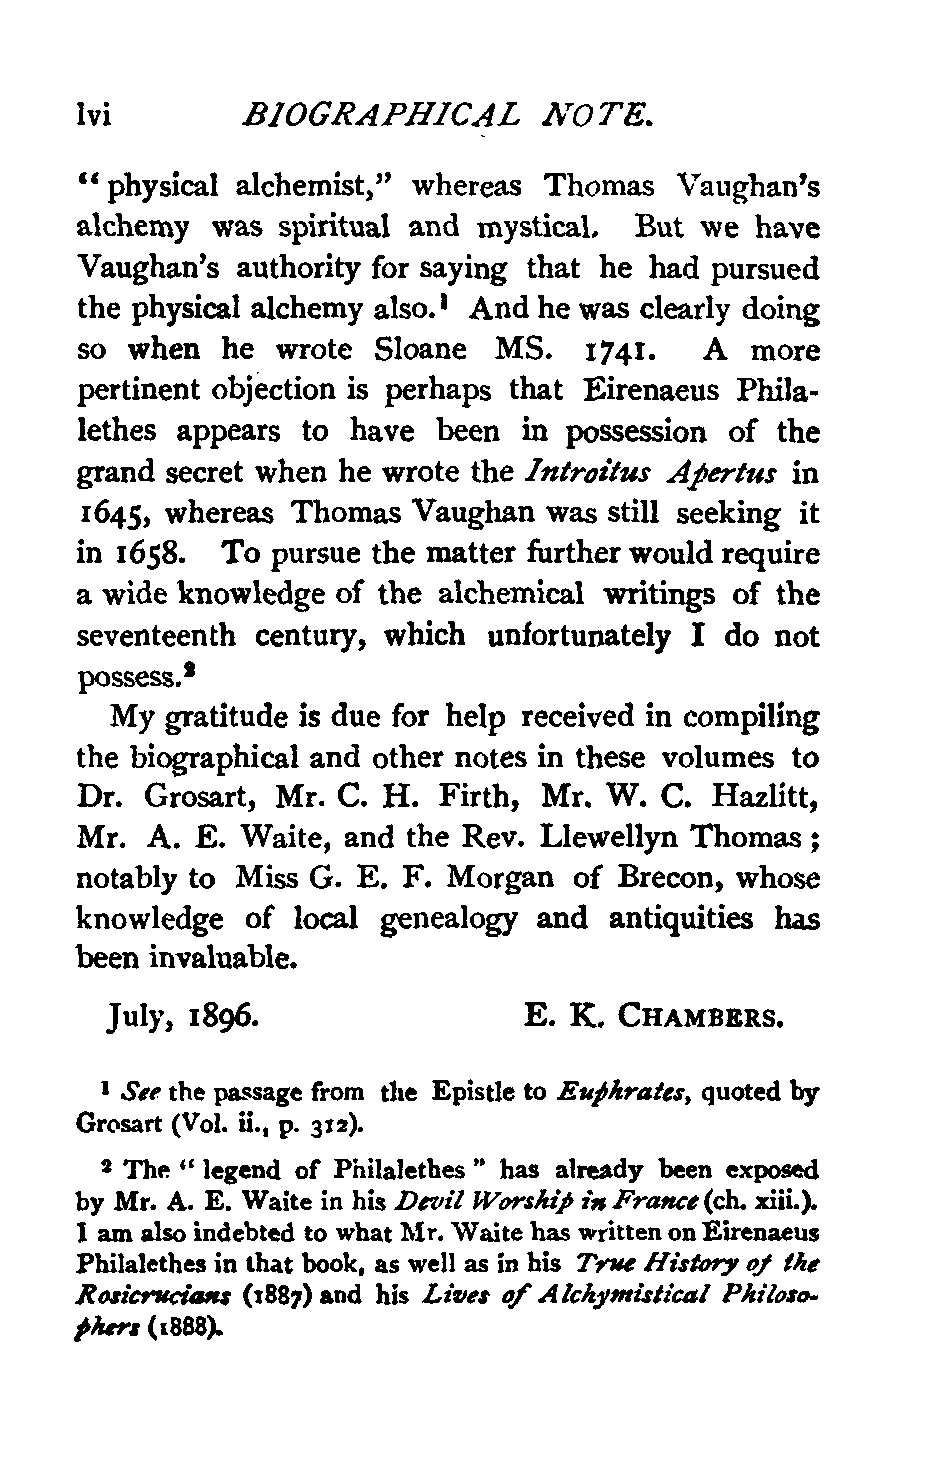 lvi BIOGRAPHICAL NOTE.
“physical alchemist,” whereas Thomas Vaughan's
alchemy was spiritual and mystical. But we have
Vaughan's authority for saying that he had pursued
the physical alchemy also.¹ And he was clearly doing
so when he wrote Sloane MS. 1741. A more
pertinent objection is perhaps that Eirenaeus Phila-
lethes appears to have been in possession of the
grand secret when he wrote the Introitus Apertus in
1645, whereas Thomas Vaughan was still seeking it
in 1658. To pursue the matter further would require
a wide knowledge of the alchemical writings of the
seventeenth century, which unfortunately I do not
possess.²
My gratitude is due for help received in compiling
the biographical and other notes in these volumes to
Dr. Grosart, Mr. C. H. Firth, Mr. W. C. Hazlitt,
Mr. A. E. Waite, and the Rev. Llewellyn Thomas ;
notably to Miss G. E. F. Morgan of Brecon, whose
knowledge of local genealogy and antiquities has
been invaluable.
July, 1896. E. K. CHAMBERS.
¹ See the passage from the Epistle to Euphrates, quoted by
Grosart (Vol. ii., p. 312).
² The “legend of Philalethes” has already been exposed
by Mr. A. E. Waite in his Devil Worship in France (ch. xiii.).
I am also indebted to what Mr. Waite has written on Eirenaeus
Philalethes in that book, as well as in his True History of the
Rosicrucians (1887) and his Lives of Alchymistical Philoso-
phers (1888).